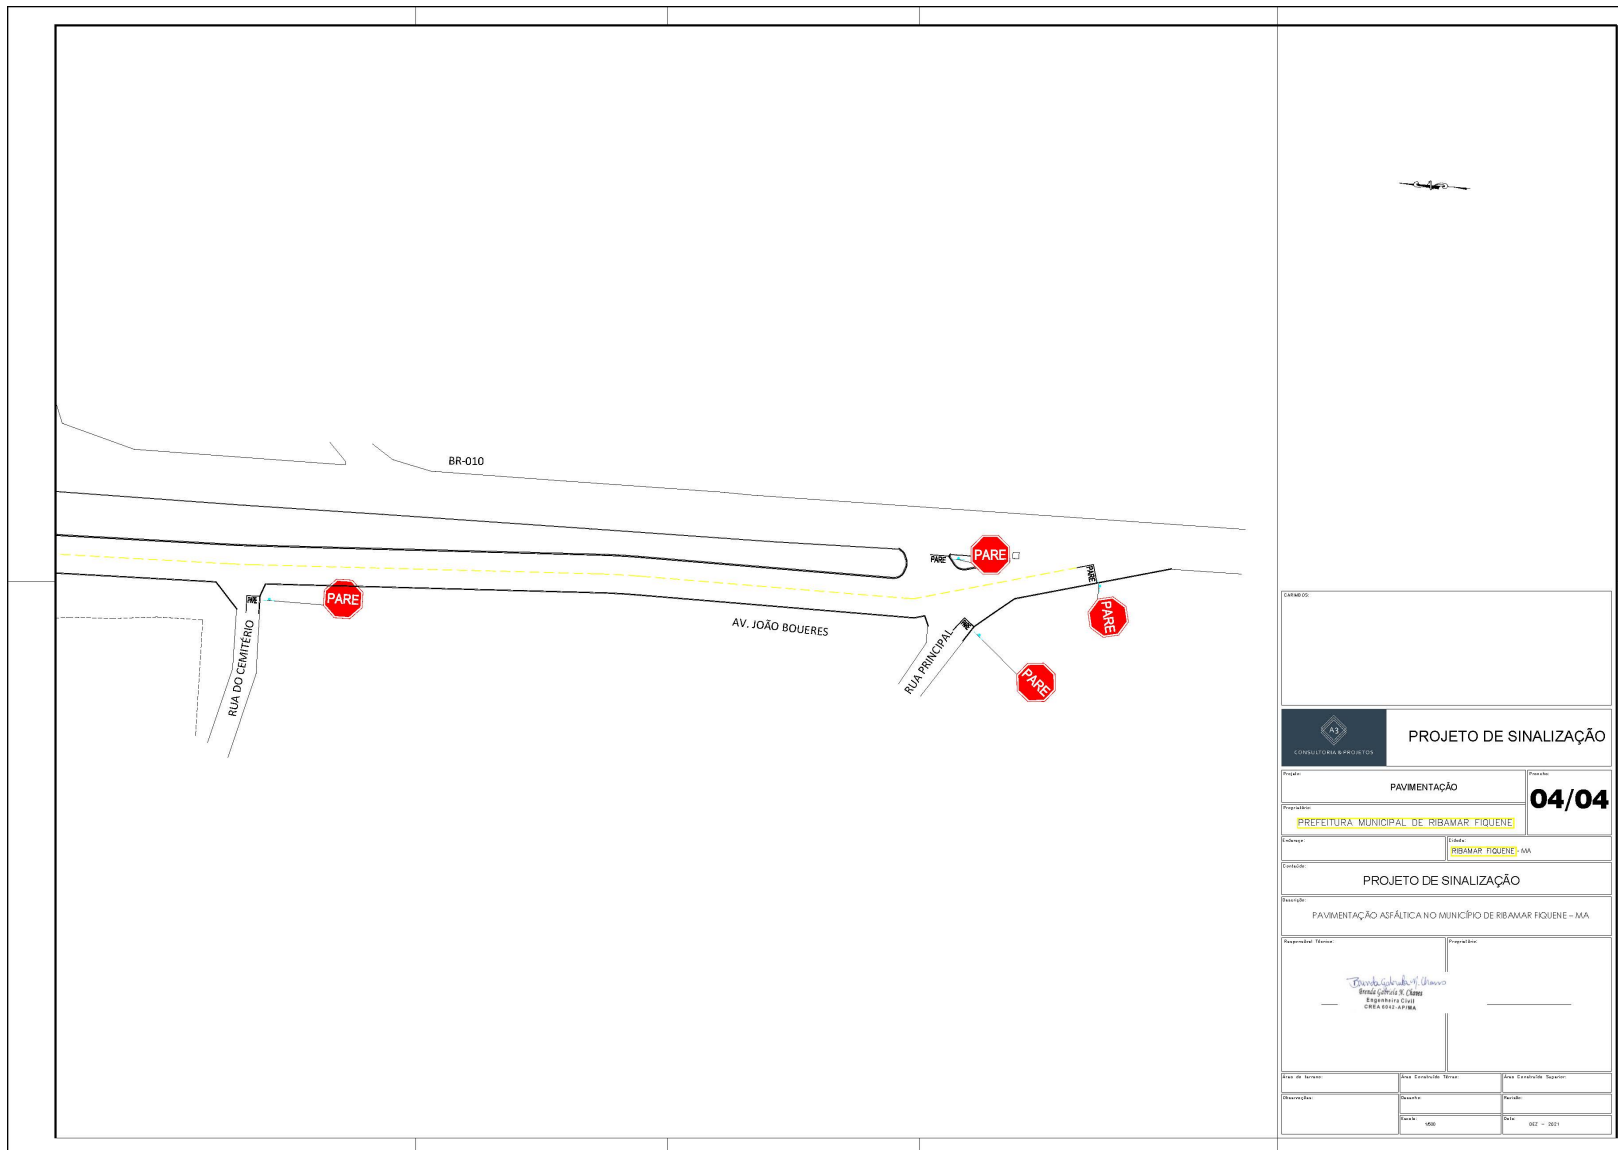 BR-010
PARE
PARE
PARE
PARE
PARE
PARE
PARE
AV. JOÃO BOUERES
RUA DO CEMITÉRIO
RUA PRINCIPAL
PARE
CARIMBOS:
A3
CONSULTORIA & PROJETOS
PROJETO DE SINALIZAÇÃO
Projeto:
PAVIMENTAÇÃO
Prancha:
04/04
Proprietário:
PREFEITURA MUNICIPAL DE RIBAMAR FIQUENE
Endereço:
Cidade:
RIBAMAR FIQUENE - MA
Conteúdo:
PROJETO DE SINALIZAÇÃO
Descrição:
PAVIMENTAÇÃO ASFÁLTICA NO MUNICÍPIO DE RIBAMAR FIQUENE – MA
Responsável Técnico:
Proprietário:
Brenda Gabriela N. Chaves
Engenheira Civil
Área do terreno:
Área Construída Térreo:
Área Construída Superior:
Observações:
Desenho:
Revisão:
Escala:
Data:
DEZ - 2021